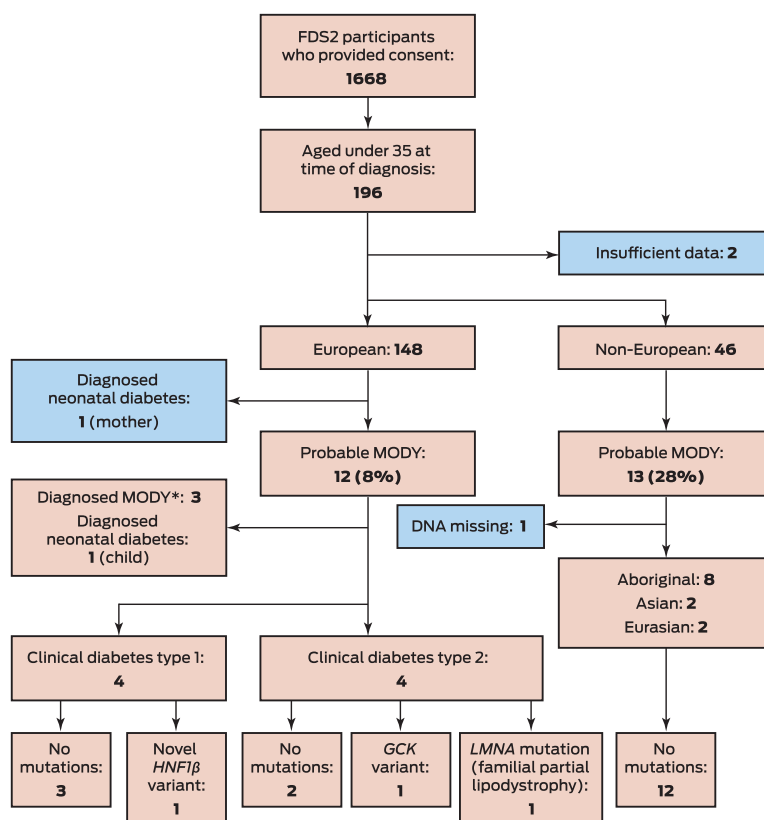 FDS2 participants
who provided consent:
1668
Aged under 35 at
time of diagnosis:
196
Insufficient data: 2
European: 148
Non-European: 46
Diagnosed
neonatal diabetes:
1 (mother)
Probable MODY:
12 (8%)
Probable MODY:
13 (28%)
Diagnosed MODY*: 3
Diagnosed
neonatal diabetes:
1 (child)
DNA missing: 1
Aboriginal: 8
Asian: 2
Eurasian: 2
Clinical diabetes type 1:
4
Clinical diabetes type 2:
4
No
mutations:
3
Novel
HNF1β
variant:
1
No
mutations:
2
GCK
variant:
1
LMNA mutation
(familial partial
lipodystrophy):
1
No
mutations:
12